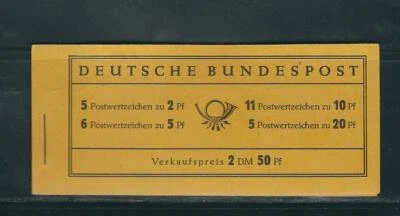 DEUTSCHE BUNDESPOST
5 Postwertzeichen zu 2 Pf 11 Postwertzeichen zu 10 Pf
6 Postwertzeichen zu 5 Pf 5 Postwertzeichen zu 20 Pf
Verkaufspreis 2 DM 50 Pf